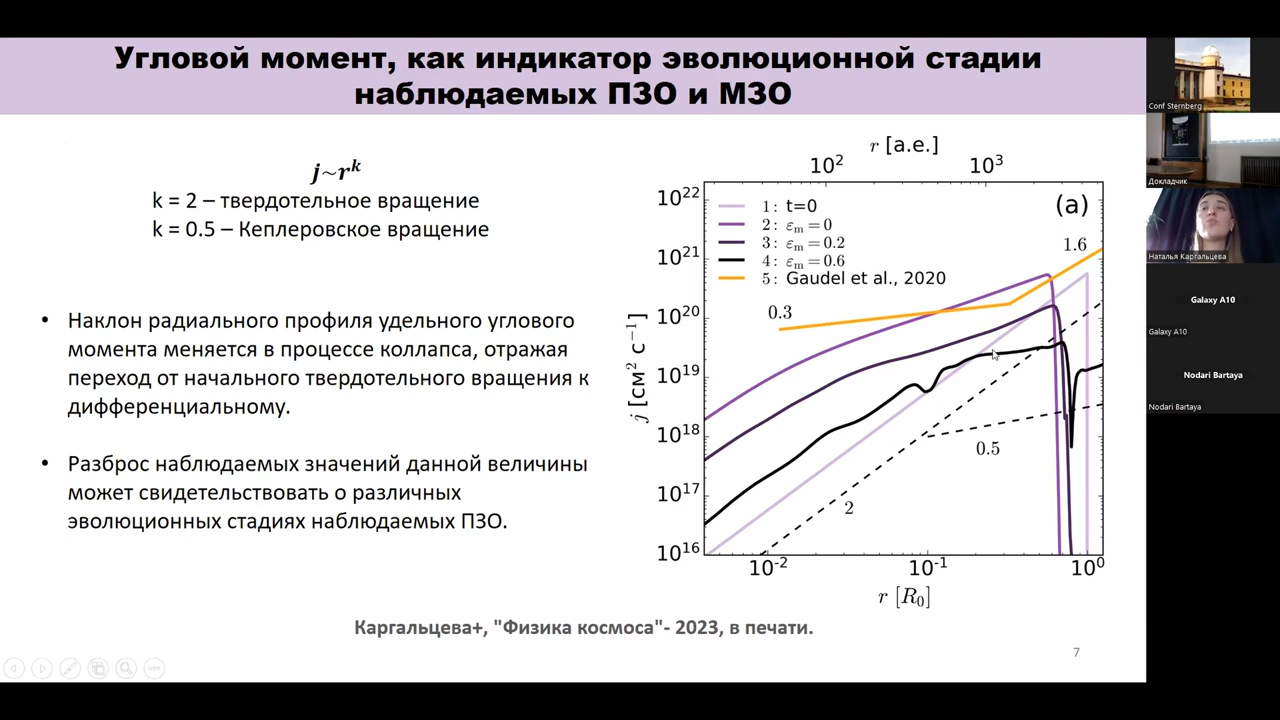 Угловой момент, как индикатор эволюционной стадии
наблюдаемых ПЗО и МЗО
j~r^k
k = 2 – твердотельное вращение
k = 0.5 – Кеплеровское вращение
• Наклон радиального профиля удельного углового
момента меняется в процессе коллапса, отражая
переход от начального твердотельного вращения к
дифференциальному.
• Разброс наблюдаемых значений данной величины
может свидетельствовать о различных
эволюционных стадиях наблюдаемых ПЗО.
r [а.е.]
10^2 10^3
10^22
10^21
10^20
10^19
10^18
10^17
10^16
j [см^2 с^-1]
1: t=0
2: ε_m=0
3: ε_m=0.2
4: ε_m=0.6
5: Gaudel et al., 2020
(a)
1.6
0.3
0.5
2
10^-2 10^-1 10^0
r [R_0]
Каргальцева+, "Физика космоса"- 2023, в печати.
7
Conf Sternberg
Докладчик
Наталья Каргальцева
Galaxy A10
Galaxy A10
Nodari Bartaya
Nodari Bartaya